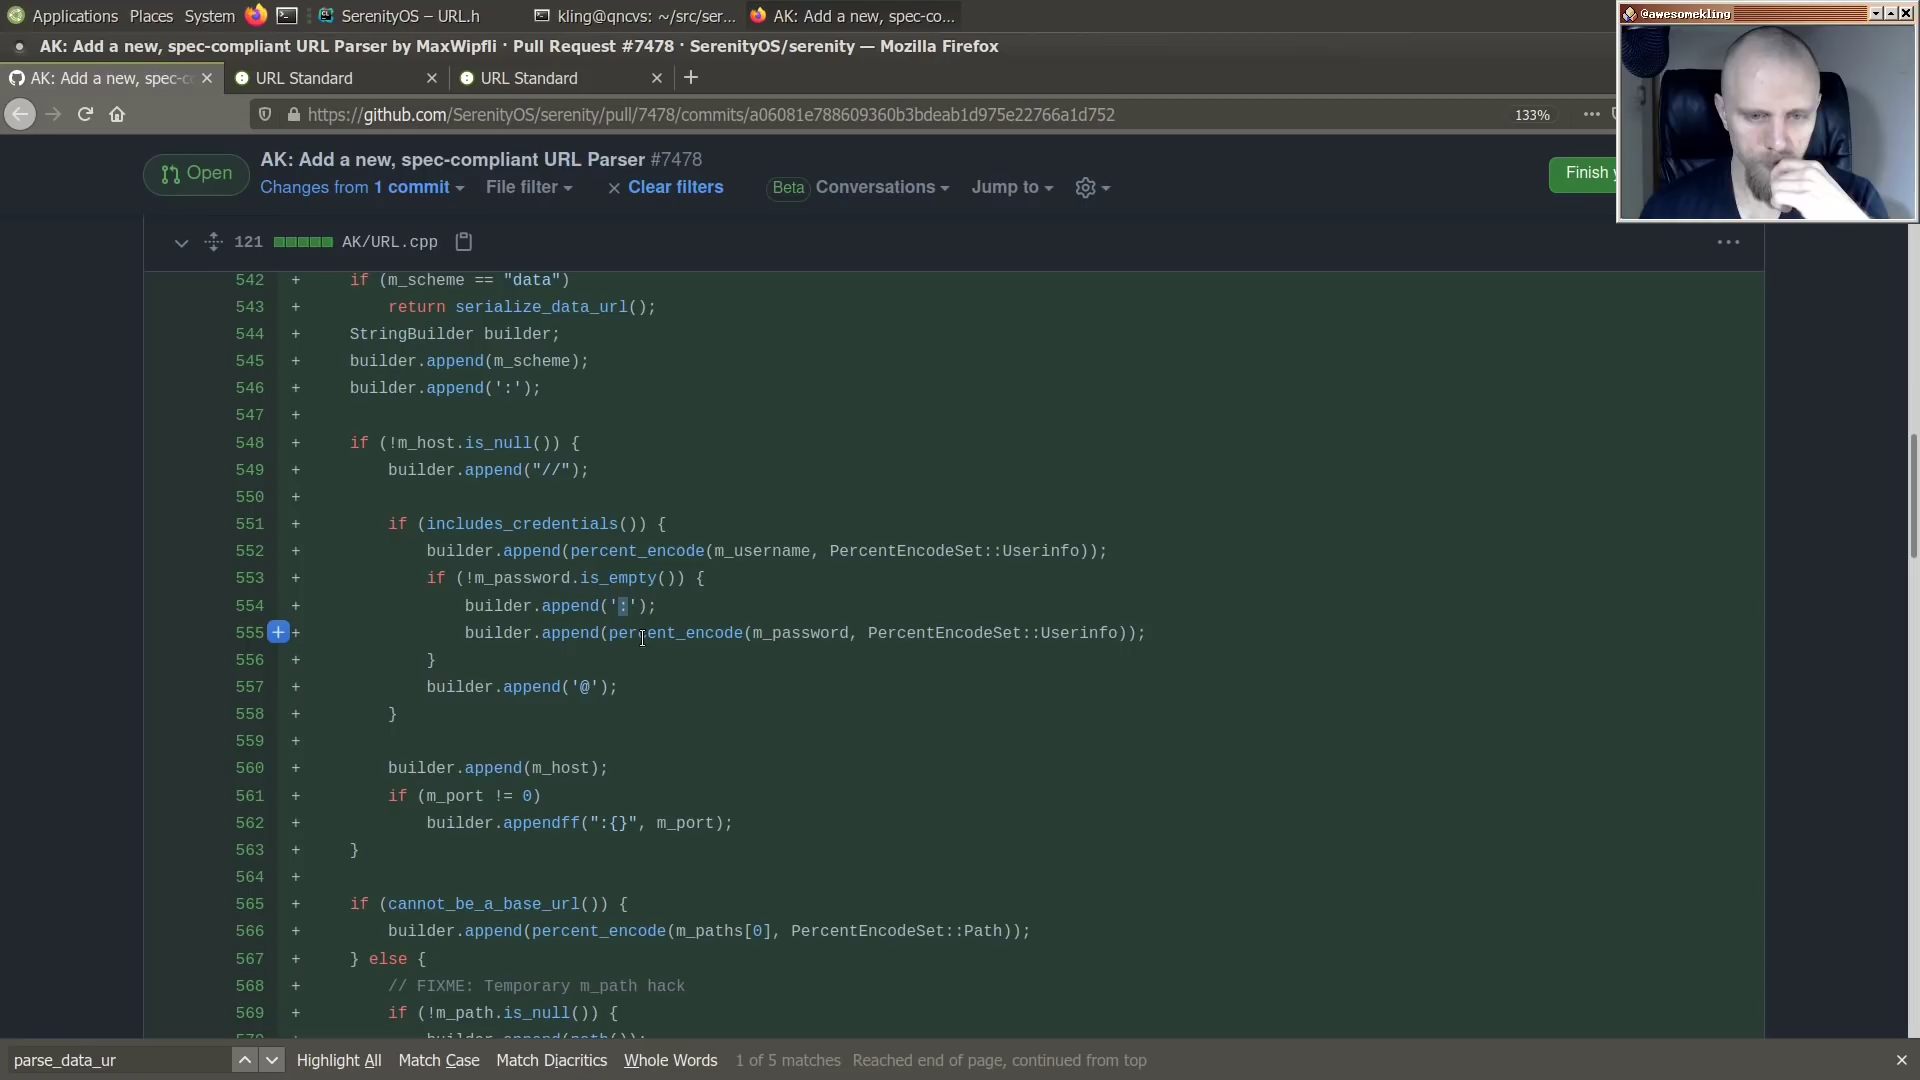 Applications Places System SerenityOS – URL.h kling@qncvs: ~/src/ser... AK: Add a new, spec-co...
@awesomekling
AK: Add a new, spec-compliant URL Parser by MaxWipfli · Pull Request #7478 · SerenityOS/serenity — Mozilla Firefox
AK: Add a new, spec-co URL Standard URL Standard
https://github.com/SerenityOS/serenity/pull/7478/commits/a06081e788609360b3bdeab1d975e22766a1d752 133%
Open
AK: Add a new, spec-compliant URL Parser #7478
Changes from 1 commit File filter Clear filters Beta Conversations Jump to Finish y
121 AK/URL.cpp
542 + if (m_scheme == "data")
543 + return serialize_data_url();
544 + StringBuilder builder;
545 + builder.append(m_scheme);
546 + builder.append(':');
547 +
548 + if (!m_host.is_null()) {
549 + builder.append("//");
550 +
551 + if (includes_credentials()) {
552 + builder.append(percent_encode(m_username, PercentEncodeSet::Userinfo));
553 + if (!m_password.is_empty()) {
554 + builder.append(':');
555 + builder.append(percent_encode(m_password, PercentEncodeSet::Userinfo));
556 + }
557 + builder.append('@');
558 + }
559 +
560 + builder.append(m_host);
561 + if (m_port != 0)
562 + builder.appendff(":{}", m_port);
563 + }
564 +
565 + if (cannot_be_a_base_url()) {
566 + builder.append(percent_encode(m_paths[0], PercentEncodeSet::Path));
567 + } else {
568 + // FIXME: Temporary m_path hack
569 + if (!m_path.is_null()) {
parse_data_ur Highlight All Match Case Match Diacritics Whole Words 1 of 5 matches Reached end of page, continued from top